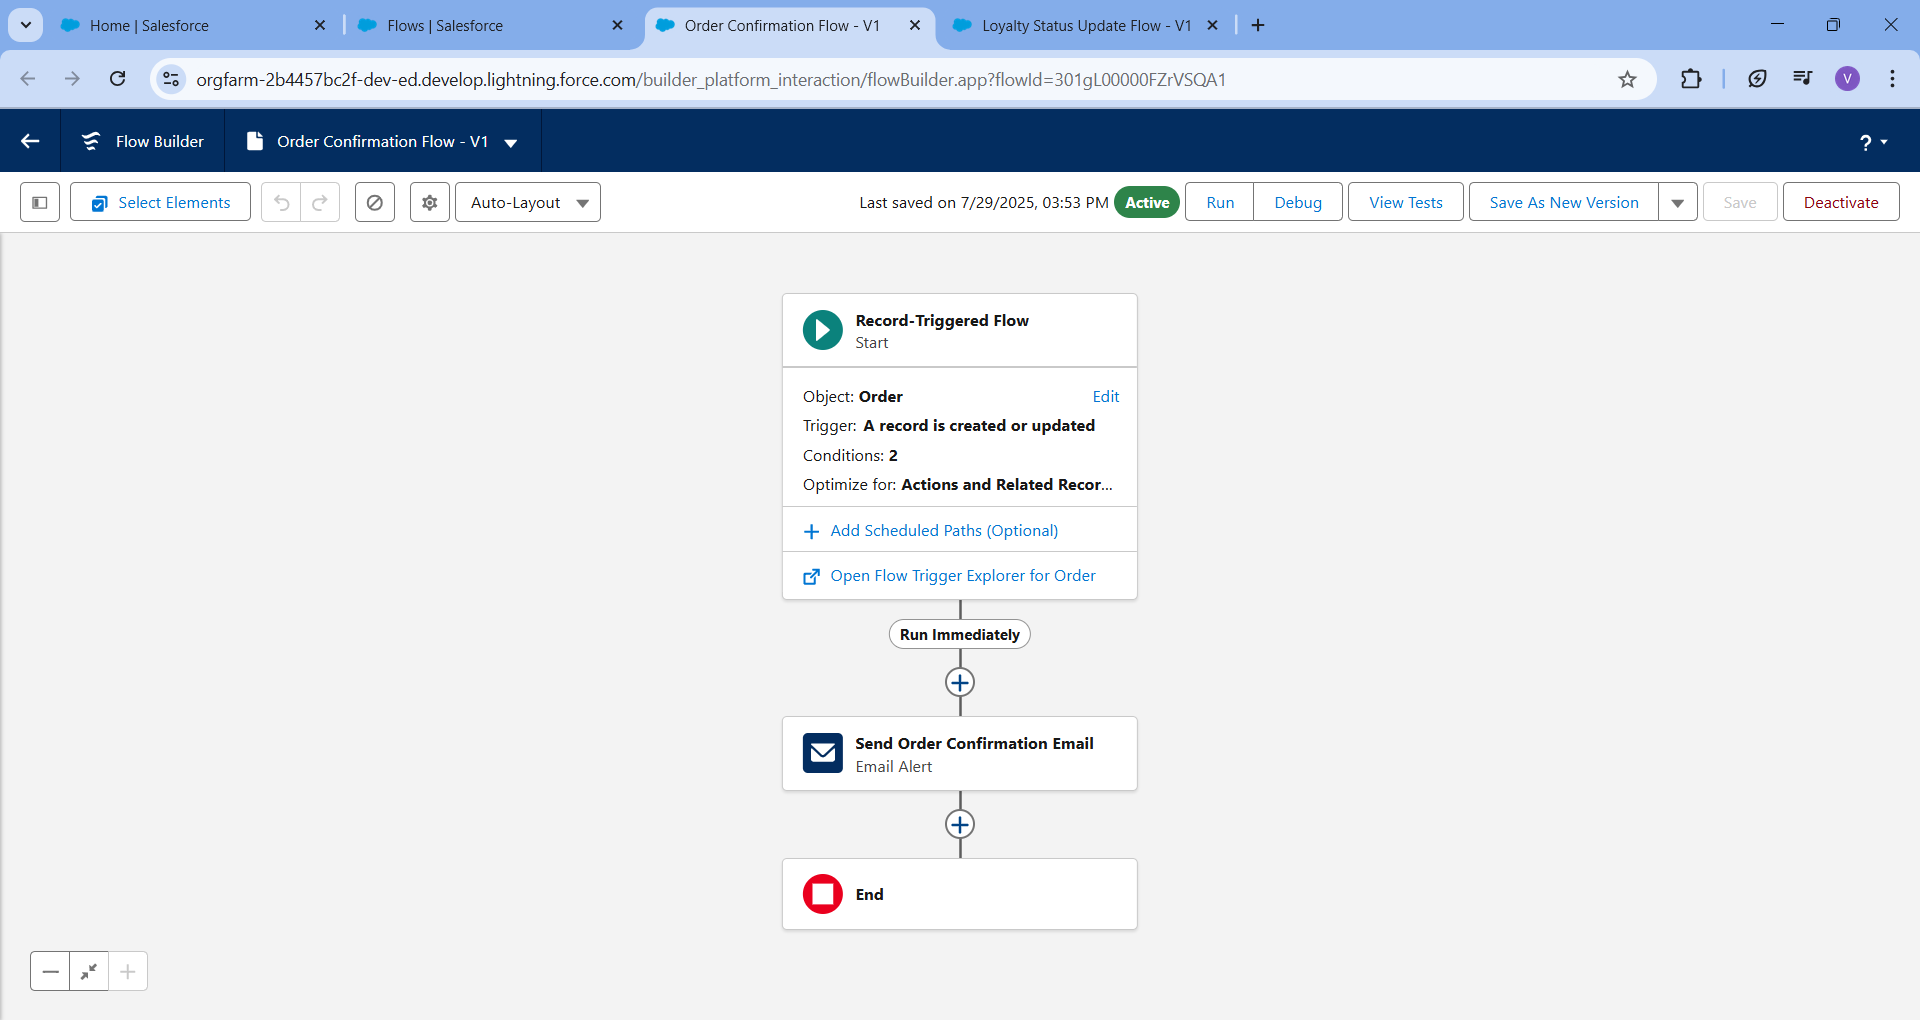 Home | Salesforce
Flows | Salesforce
Order Confirmation Flow - V1
Loyalty Status Update Flow - V1
orgfarm-2b4457bc2f-dev-ed.develop.lightning.force.com/builder_platform_interaction/flowBuilder.app?flowId=301gL00000FZrVSQA1
V
Flow Builder
Order Confirmation Flow - V1
?
Select Elements
Auto-Layout
Last saved on 7/29/2025, 03:53 PM
Active
Run
Debug
View Tests
Save As New Version
Save
Deactivate
Record-Triggered Flow
Start
Object: Order
Edit
Trigger: A record is created or updated
Conditions: 2
Optimize for: Actions and Related Recor...
Add Scheduled Paths (Optional)
Open Flow Trigger Explorer for Order
Run Immediately
Send Order Confirmation Email
Email Alert
End